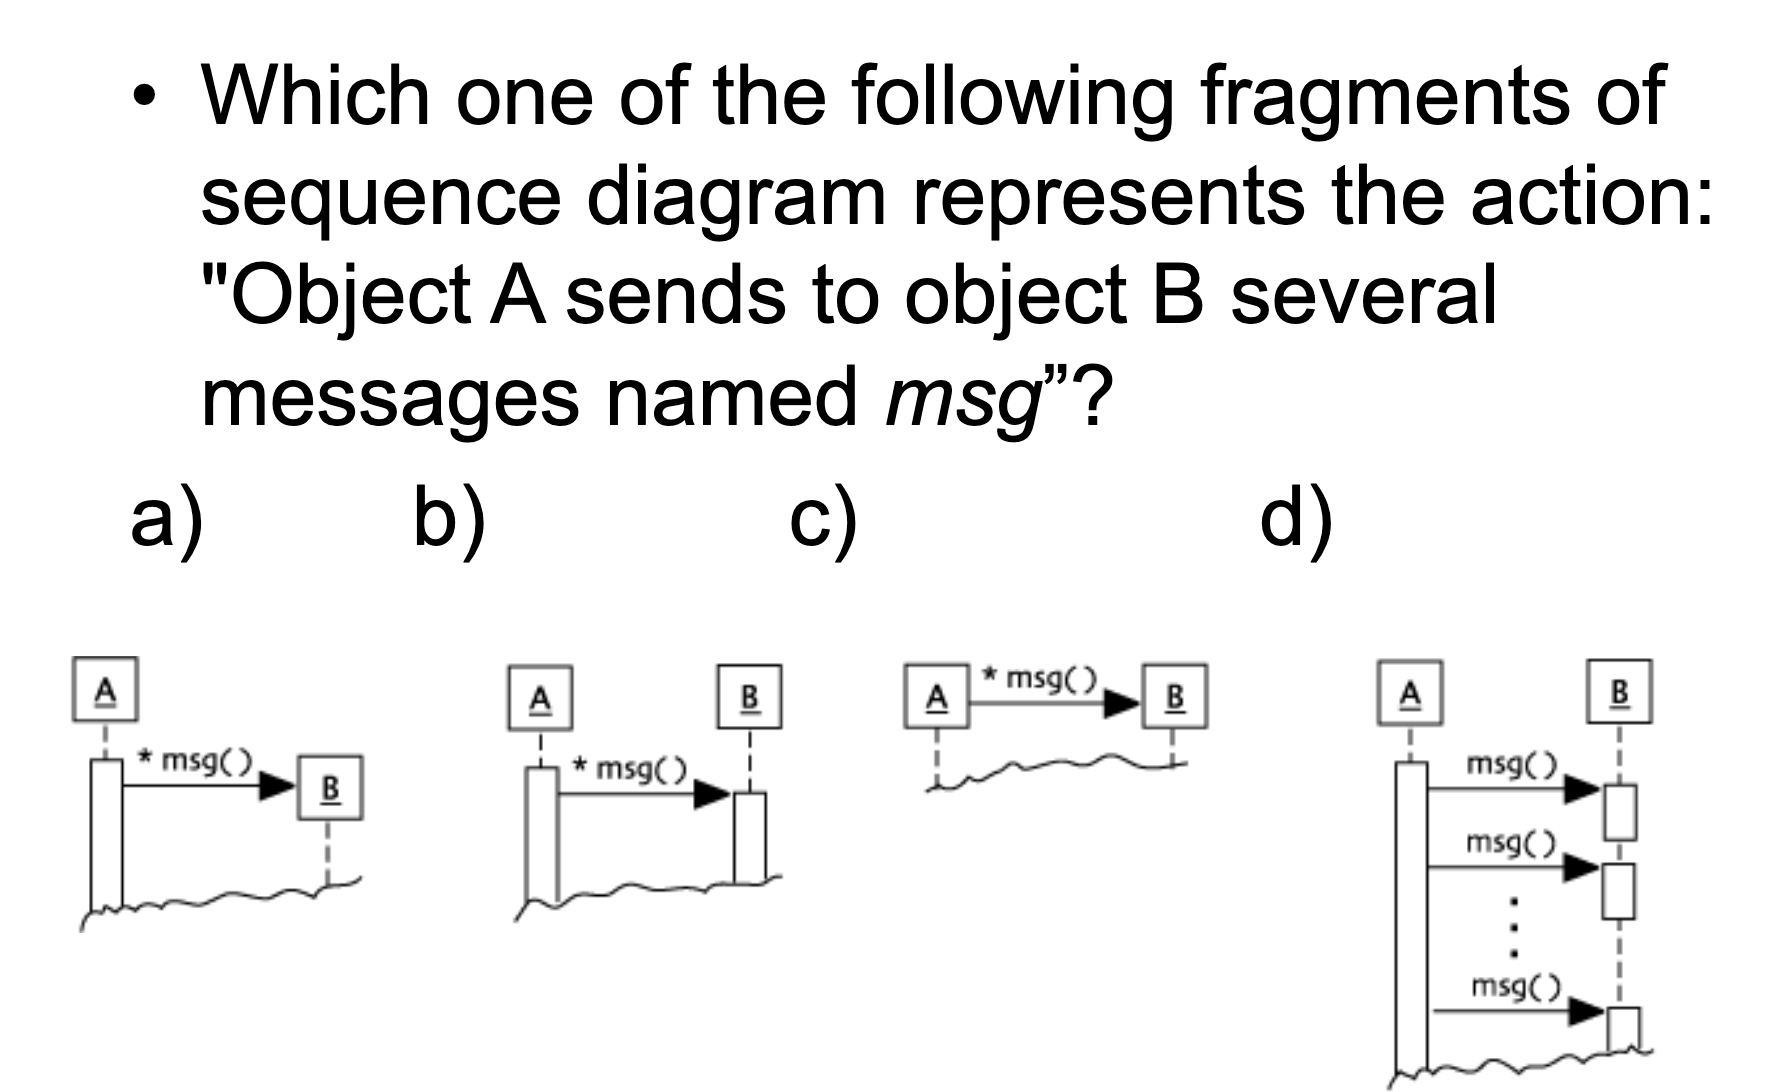 • Which one of the following fragments of
sequence diagram represents the action:
"Object A sends to object B several
messages named msg”?
a) b) c) d)
A
* msg()
B
A
B
* msg()
A
* msg()
B
A
B
msg()
msg()
msg()